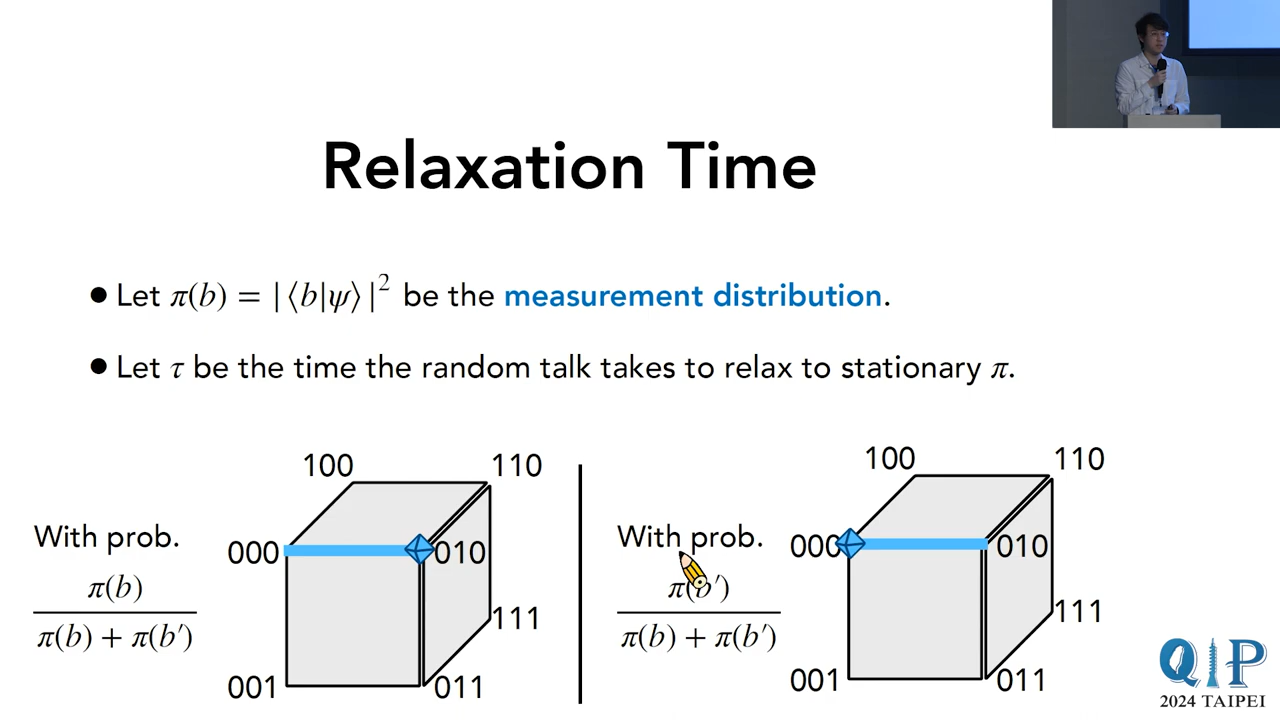 Relaxation Time
• Let π(b) = |⟨b|ψ⟩|² be the measurement distribution.
• Let τ be the time the random talk takes to relax to stationary π.
100
110
With prob.
000
010
π(b)
π(b) + π(b′)
111
001
011
100
110
With prob.
000
010
π(b′)
π(b) + π(b′)
111
001
011
QIP
2024 TAIPEI